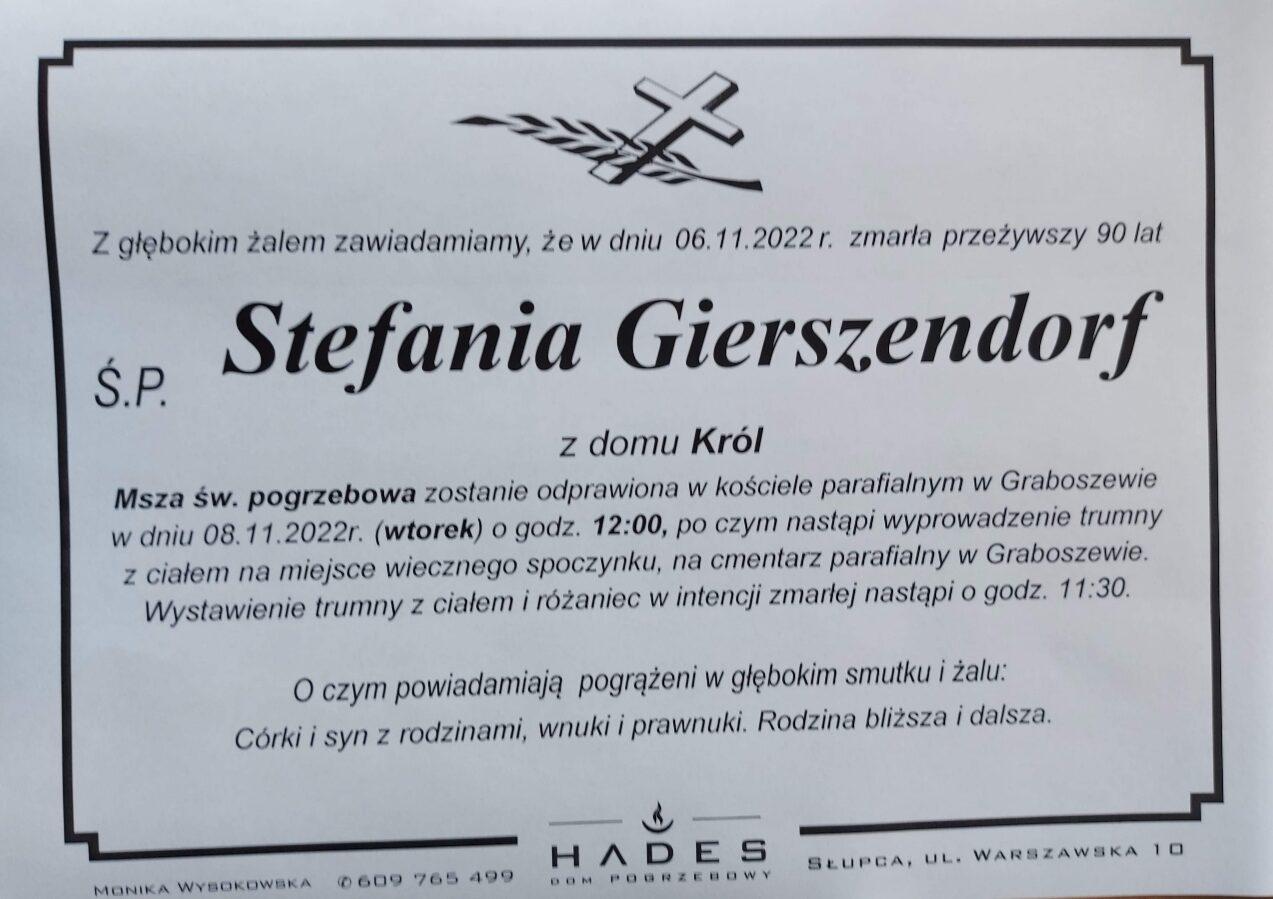 Z głębokim żalem zawiadamiamy, że w dniu 06.11.2022 r. zmarła przeżywszy 90 lat
Ś.P. Stefania Gierszendorf
z domu Król
Msza św. pogrzebowa zostanie odprawiona w kościele parafialnym w Graboszewie
w dniu 08.11.2022r. (wtorek) o godz. 12:00, po czym nastąpi wyprowadzenie trumny
z ciałem na miejsce wiecznego spoczynku, na cmentarz parafialny w Graboszewie.
Wystawienie trumny z ciałem i różaniec w intencji zmarłej nastąpi o godz. 11:30.
O czym powiadamiają pogrążeni w głębokim smutku i żalu:
Córki i syn z rodzinami, wnuki i prawnuki. Rodzina bliższa i dalsza.
Monika Wysokowska ✆609 765 499
HADES
DOM POGRZEBOWY
Słupca, ul. Warszawska 10